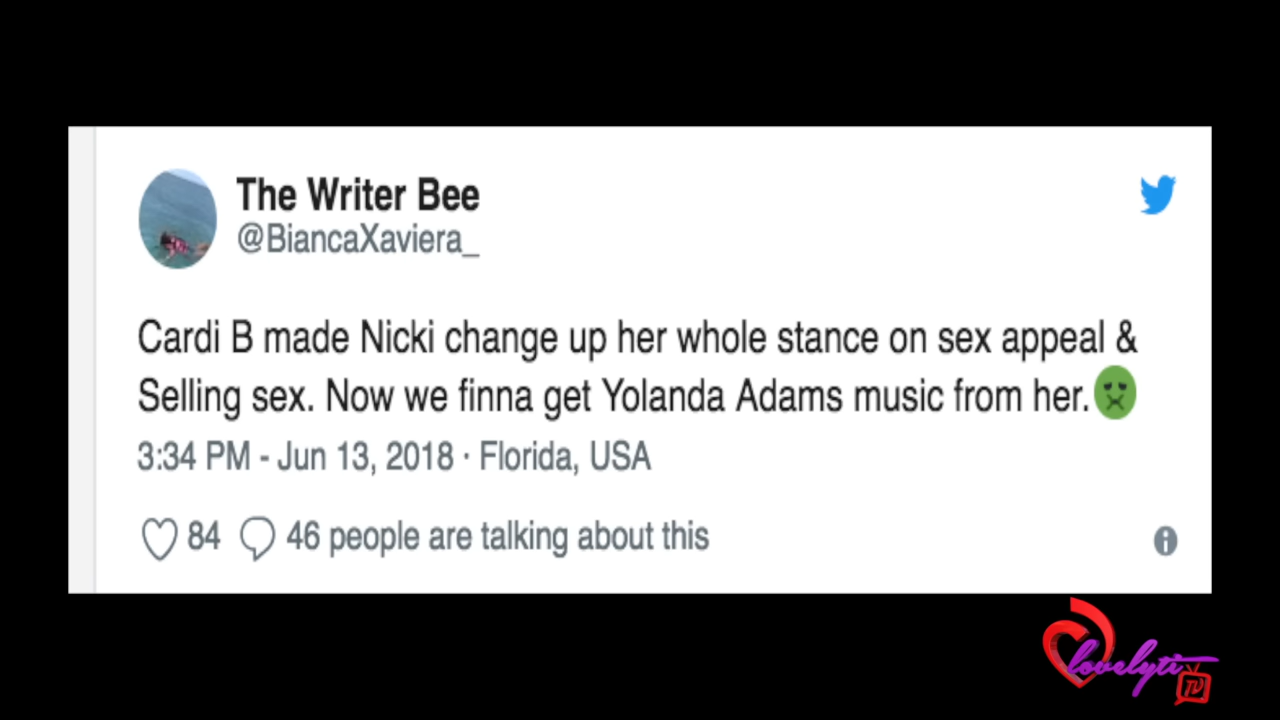 The Writer Bee
@BiancaXaviera_
Cardi B made Nicki change up her whole stance on sex appeal &
Selling sex. Now we finna get Yolanda Adams music from her.🤢
3:34 PM - Jun 13, 2018 · Florida, USA
84 46 people are talking about this
lovelyti
TV